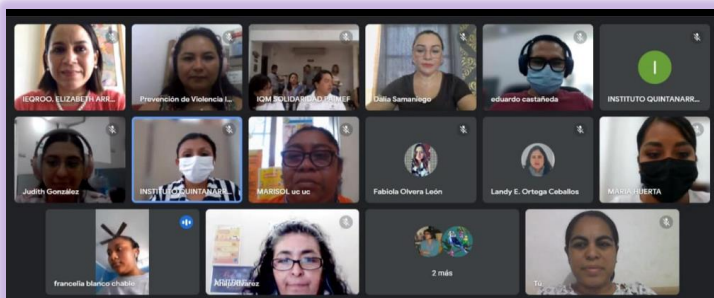 IEQROO. ELIZABETH ARR...
Prevención de Violencia I...
IQM SOLIDARIDAD PAIMEF
Dalia Samaniego
eduardo castañeda
I
INSTITUTO QUINTANARR...
Judith González
INSTITUTO QUINTANARR...
MARISOL uc uc
Fabiola Olvera León
Landy E. Ortega Ceballos
MARIA HUERTA
francelia blanco chable
2 más
Tú